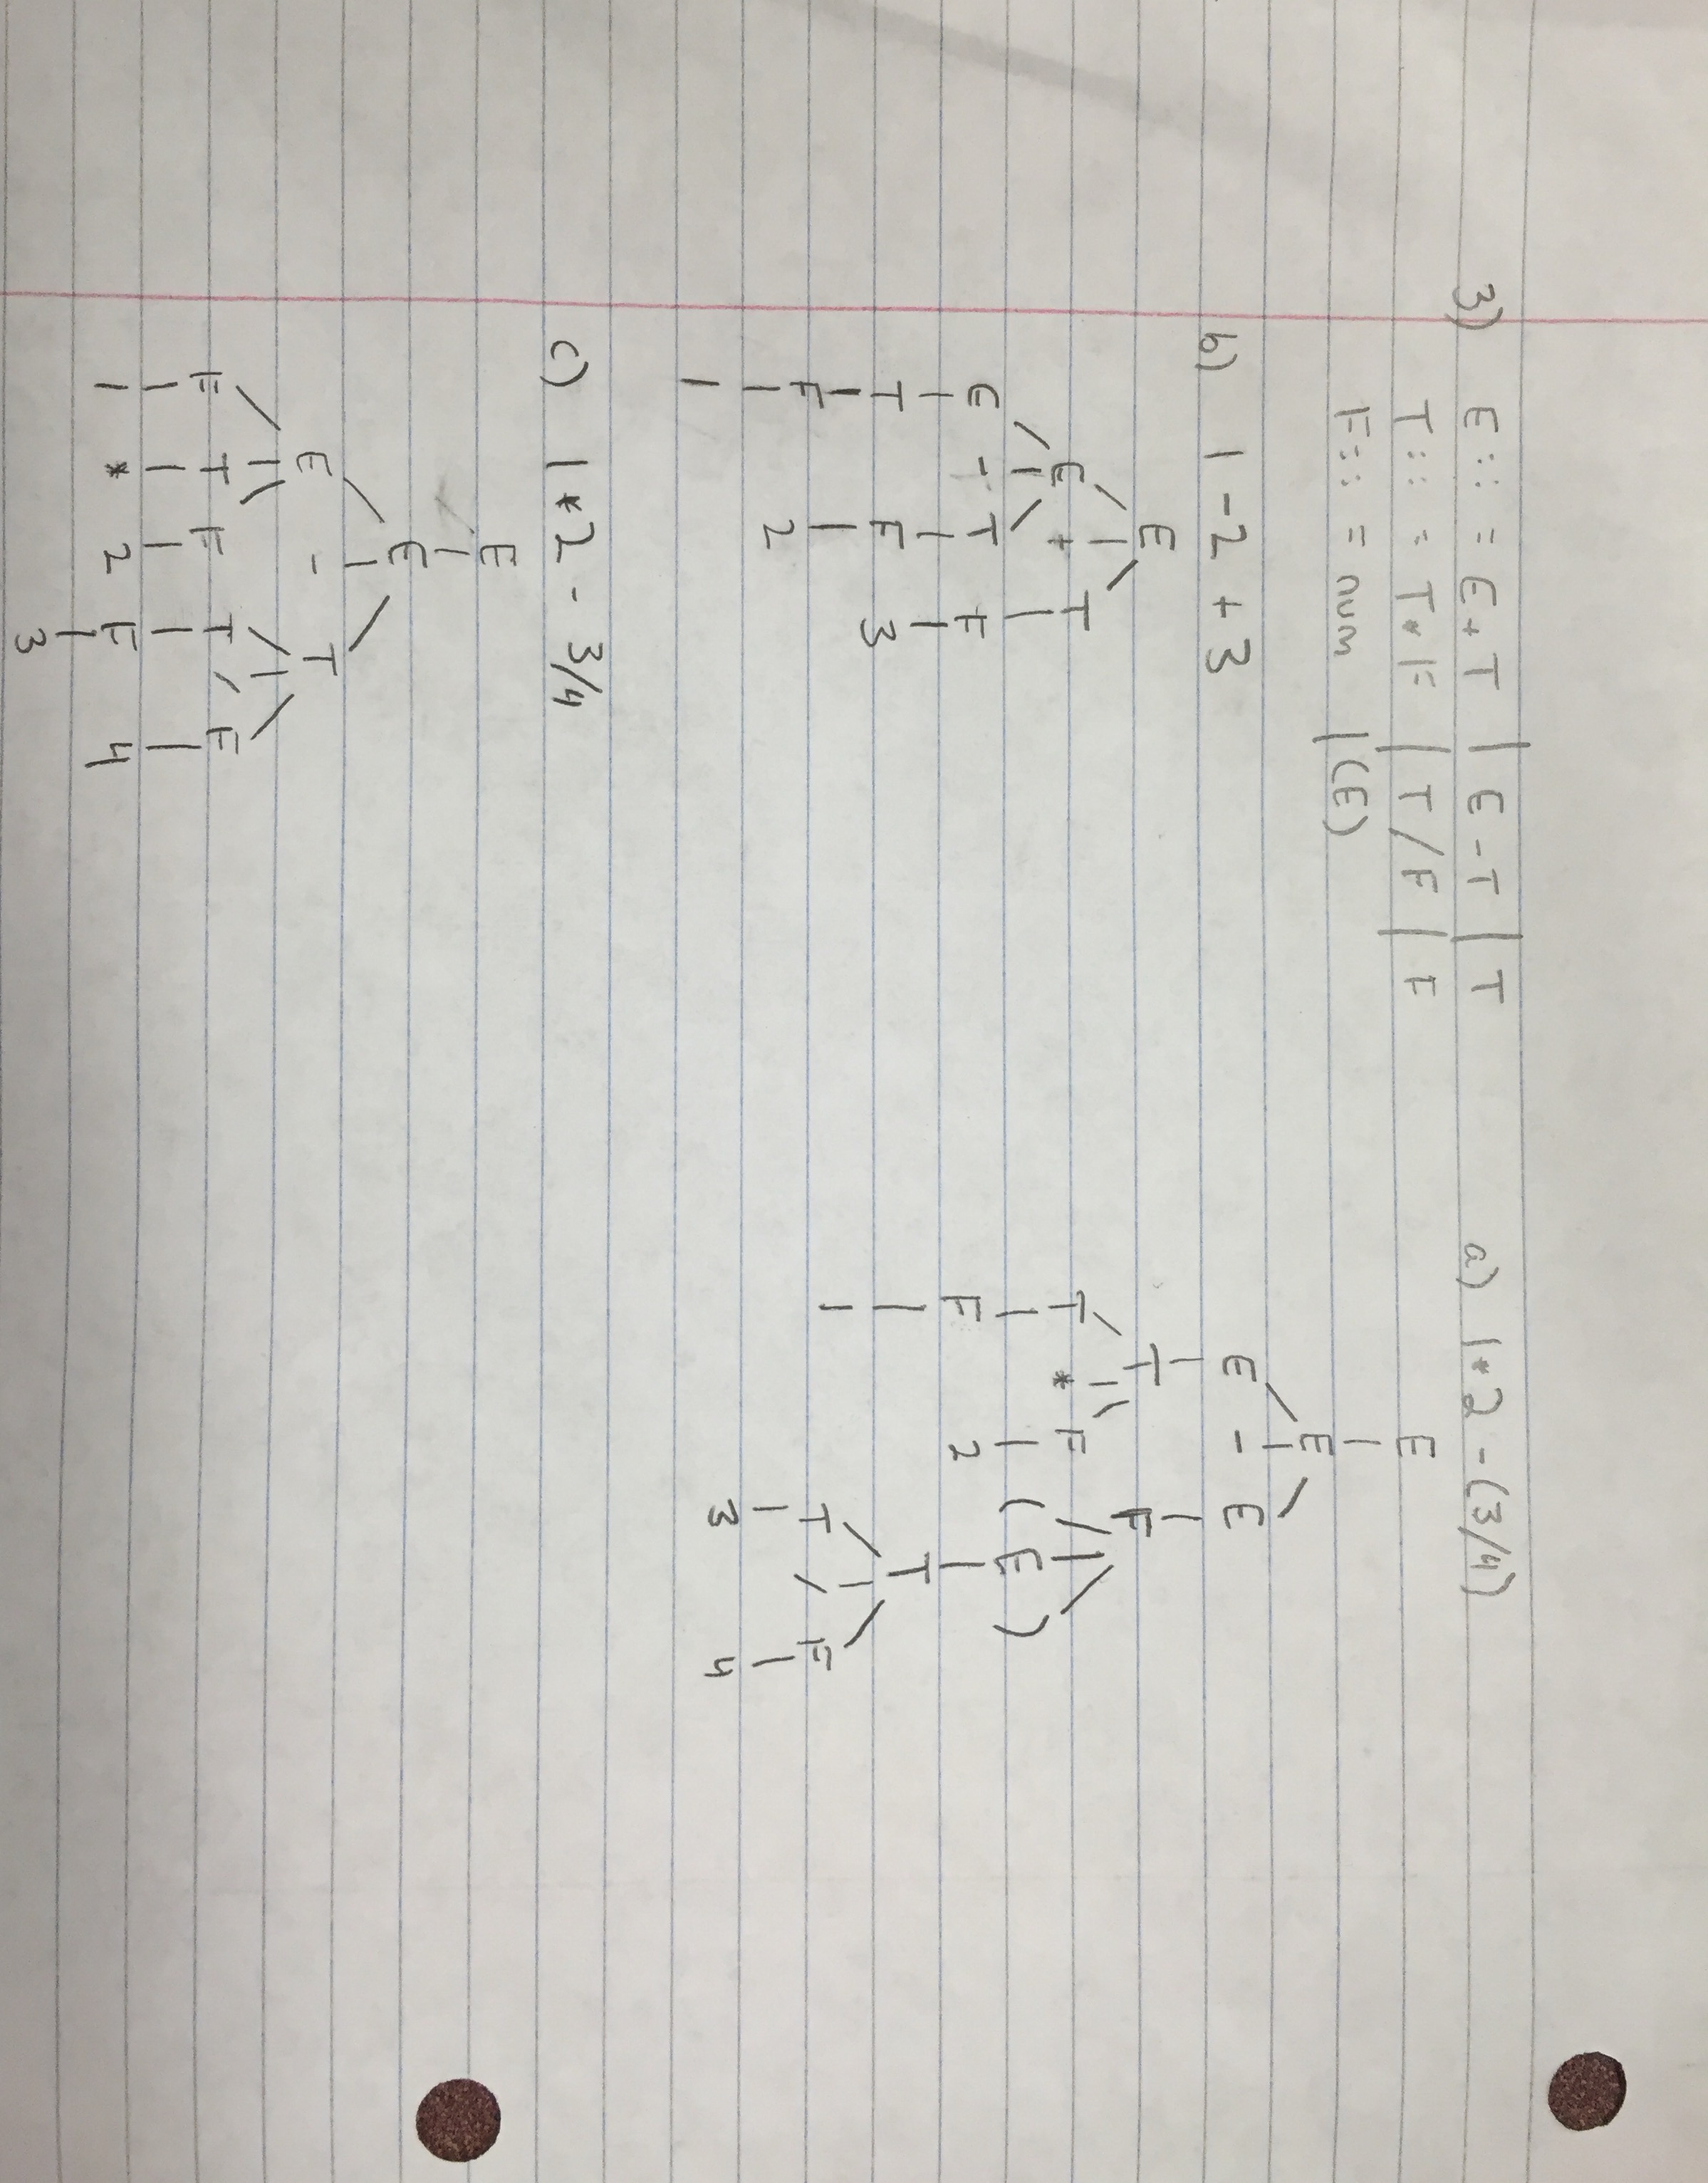 3) E ::= E + T | E - T | T
T ::= T * F | T / F | F
F ::= num | (E)
a) 1 * 2 - (3/4)
E
E
E - E
T F
T * F ( E )
F 2 T
1 T / F
3 4
b) 1 - 2 + 3
E
E + T
E - T F
T F 3
F 2
1
c) 1 * 2 - 3/4
E
E
E - T
F T F T / F
1 * 2 F 4
3